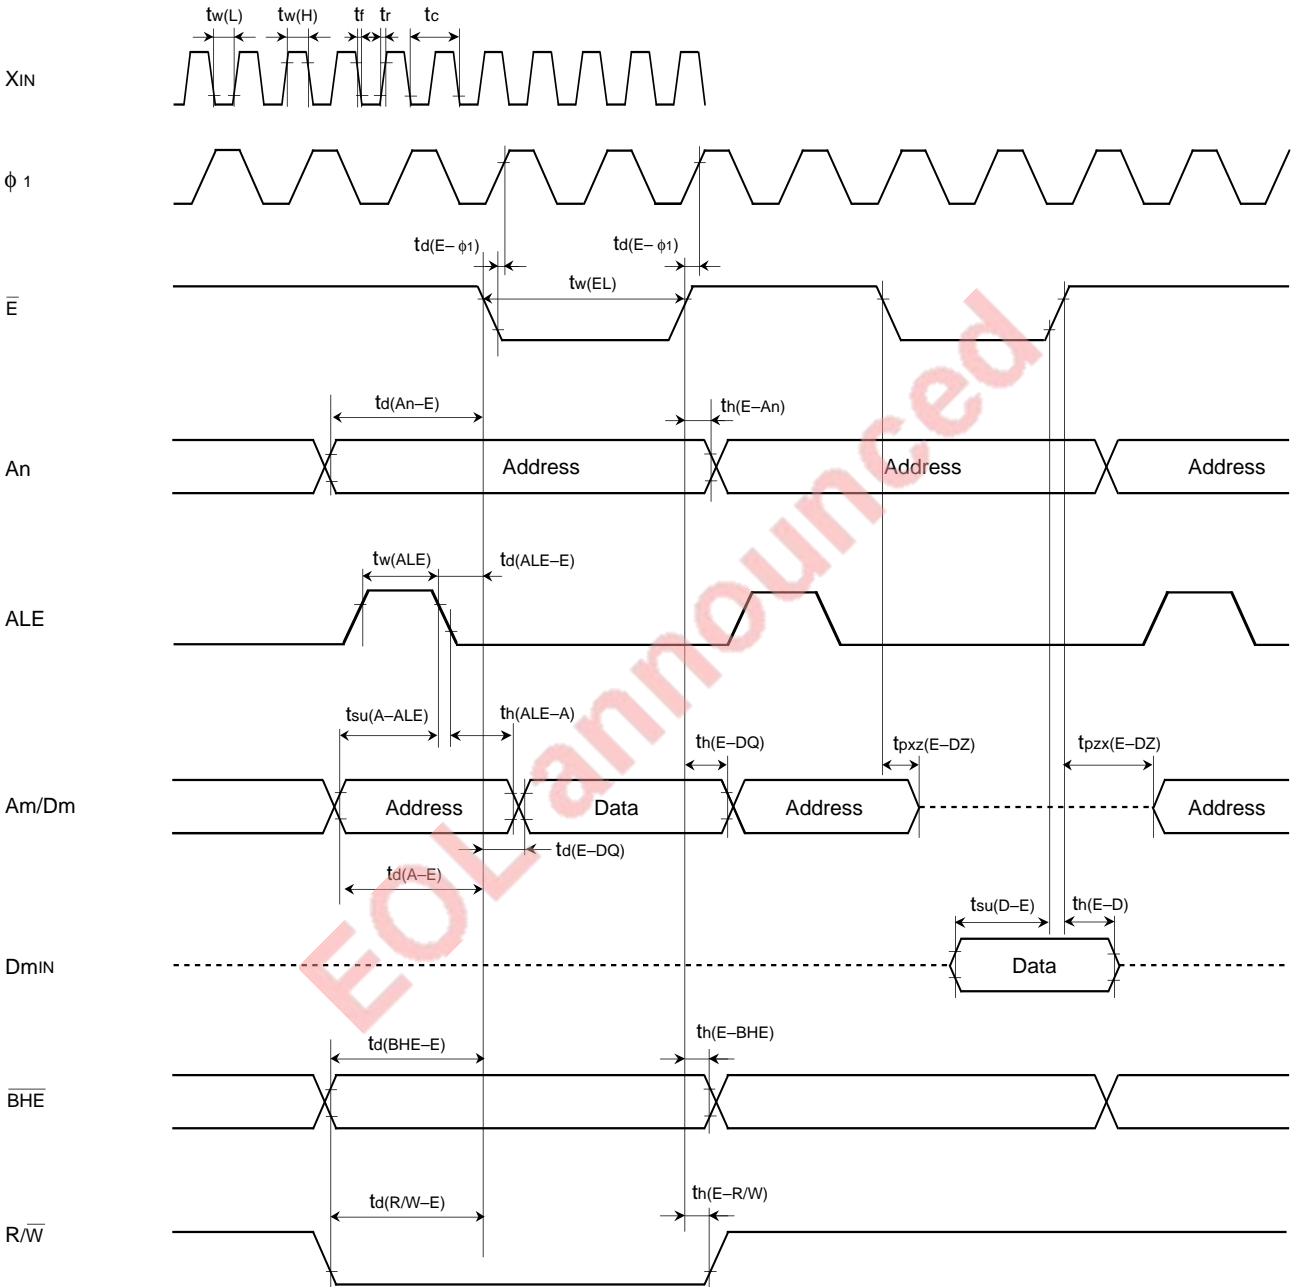 tw(L) tw(H) tf tr tc
XIN
ϕ 1
td(E– ϕ1) td(E– ϕ1)
tw(EL)
E̅
td(An–E) th(E–An)
An Address Address Address
tw(ALE) td(ALE–E)
ALE
tsu(A–ALE) th(ALE–A) th(E–DQ) tpxz(E–DZ) tpzx(E–DZ)
Am/Dm Address Data Address Address
td(E–DQ)
td(A–E)
tsu(D–E) th(E–D)
DmIN Data
td(BHE–E) th(E–BHE)
B̅H̅E̅
td(R/W–E) th(E–R/W)
R/W̅
EOL announced